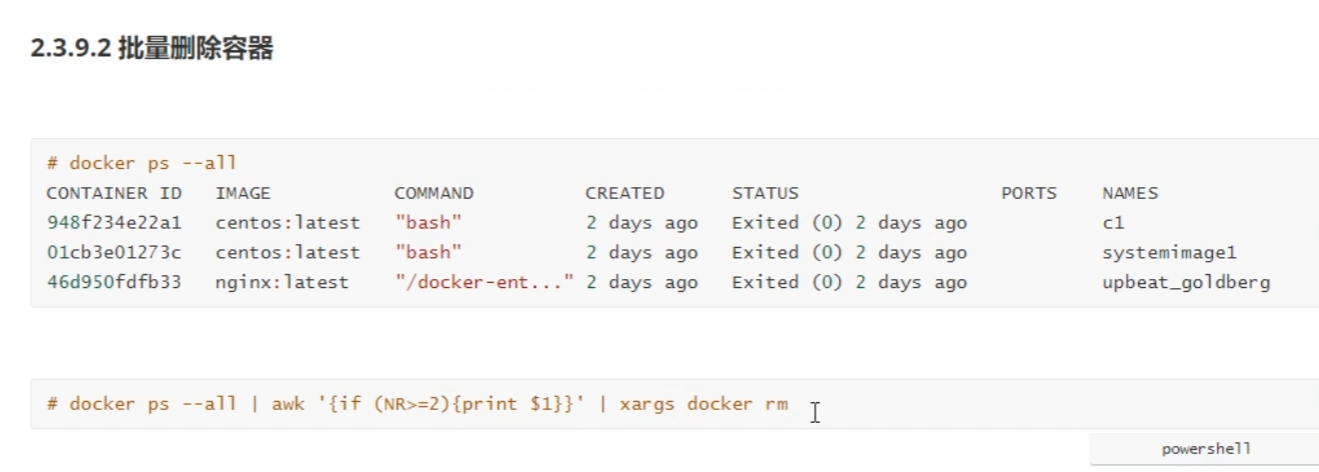 2.3.9.2 批量删除容器
# docker ps --all
CONTAINER ID   IMAGE           COMMAND          CREATED      STATUS                  PORTS    NAMES
948f234e22a1   centos:latest   "bash"           2 days ago   Exited (0) 2 days ago            c1
01cb3e01273c   centos:latest   "bash"           2 days ago   Exited (0) 2 days ago            systemimage1
46d950fdfb33   nginx:latest    "/docker-ent..." 2 days ago   Exited (0) 2 days ago            upbeat_goldberg
# docker ps --all | awk '{if (NR>=2){print $1}}' | xargs docker rm
powershell